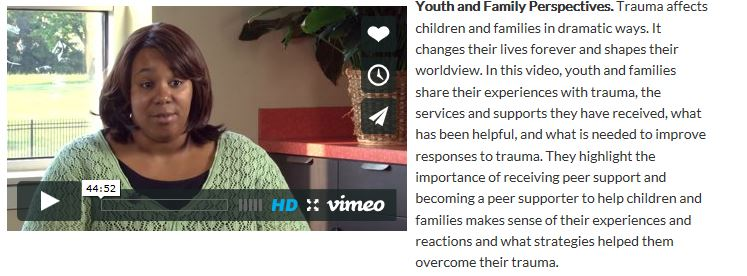 44:52
HD vimeo
Youth and Family Perspectives. Trauma affects
children and families in dramatic ways. It
changes their lives forever and shapes their
worldview. In this video, youth and families
share their experiences with trauma, the
services and supports they have received, what
has been helpful, and what is needed to improve
responses to trauma. They highlight the
importance of receiving peer support and
becoming a peer supporter to help children and
families makes sense of their experiences and
reactions and what strategies helped them
overcome their trauma.